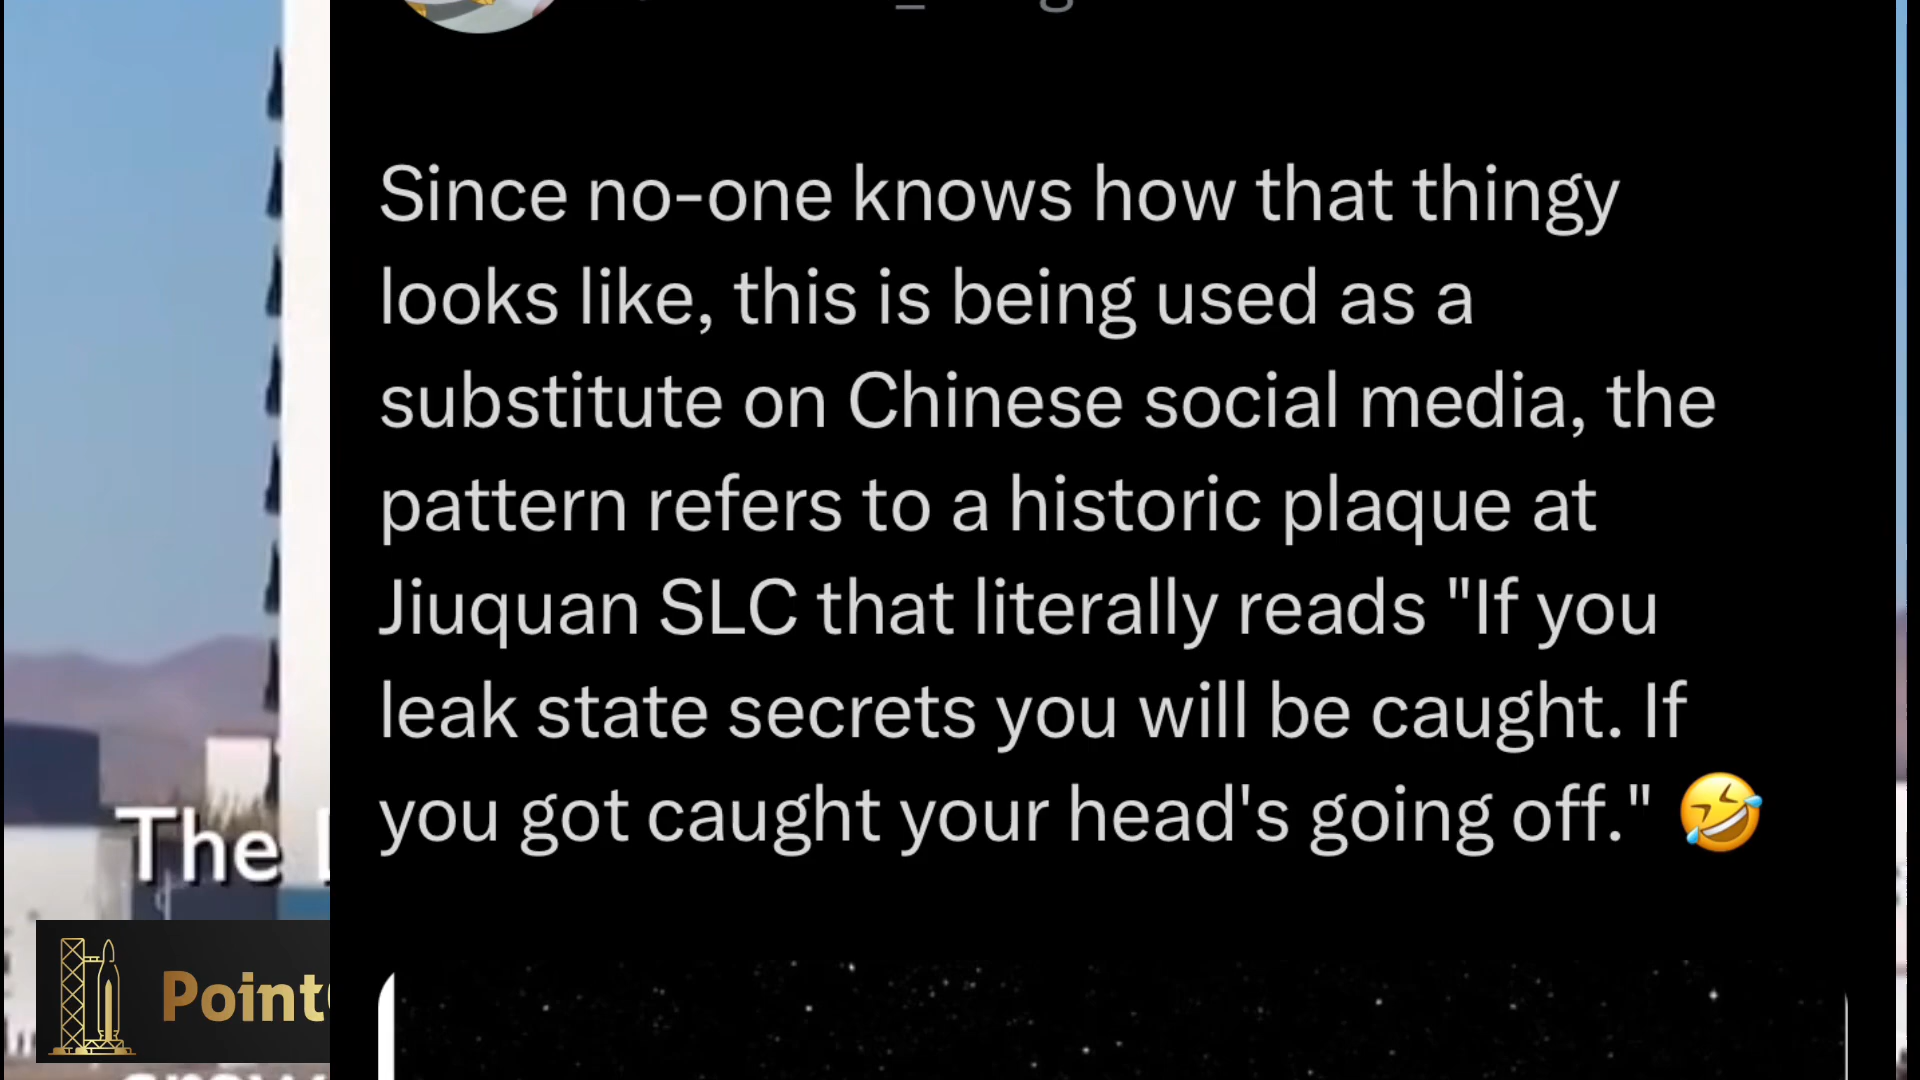 Since no-one knows how that thingy
looks like, this is being used as a
substitute on Chinese social media, the
pattern refers to a historic plaque at
Jiuquan SLC that literally reads "If you
leak state secrets you will be caught. If
you got caught your head's going off." 🤣
The
Point